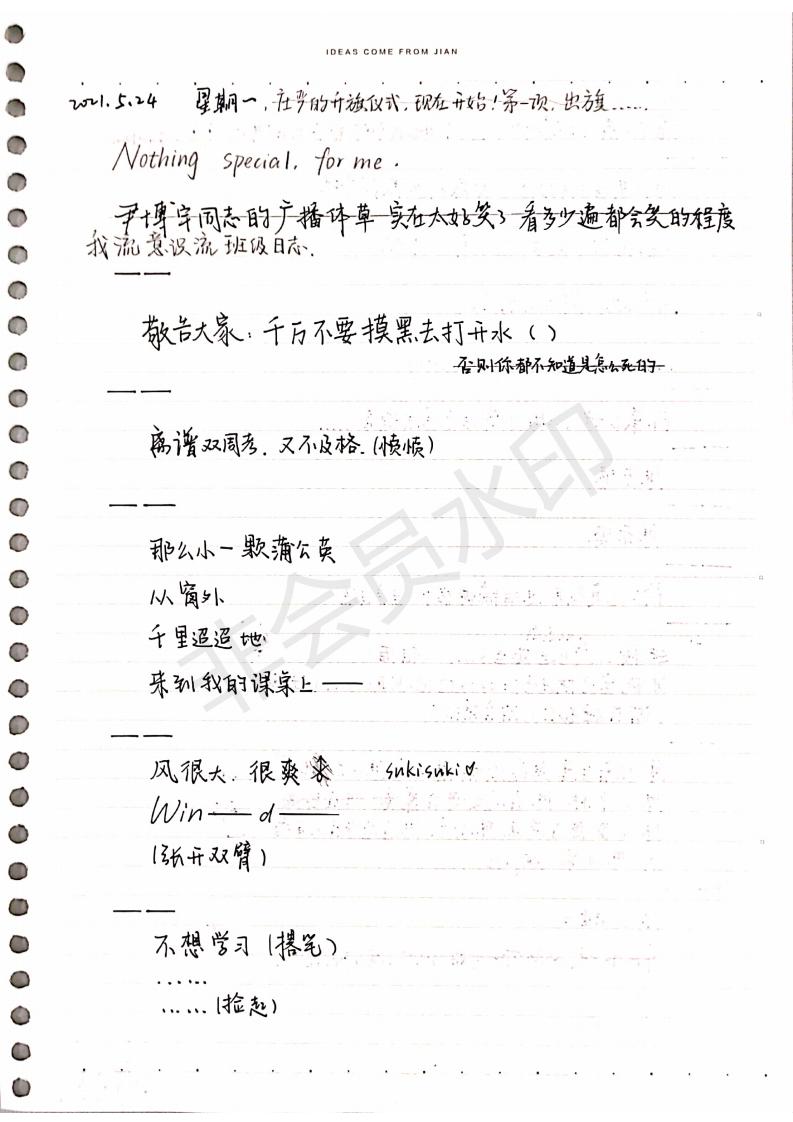 IDEAS COME FROM JIAN
2021.5.24 星期一，庄严的升旗仪式，现在开始！第一项，出旗……
Nothing special, for me.
尹博宇同志的广播体草 实在太好笑了 看多少遍都会笑的程度
我流意识流班级日志.
——
敬告大家：千万不要摸黑去打开水（）
否则你都不知道是怎么死的
——
离谱双周考，又不及格.(愤愤)
——
那么小一颗蒲公英
从窗外
千里迢迢地
来到我的课桌上——
——
风很大，很爽 sukisuki♡
Win——d——
(张开双臂)
——
不想学习(撂笔)
……
……(捡起)
非会员水印